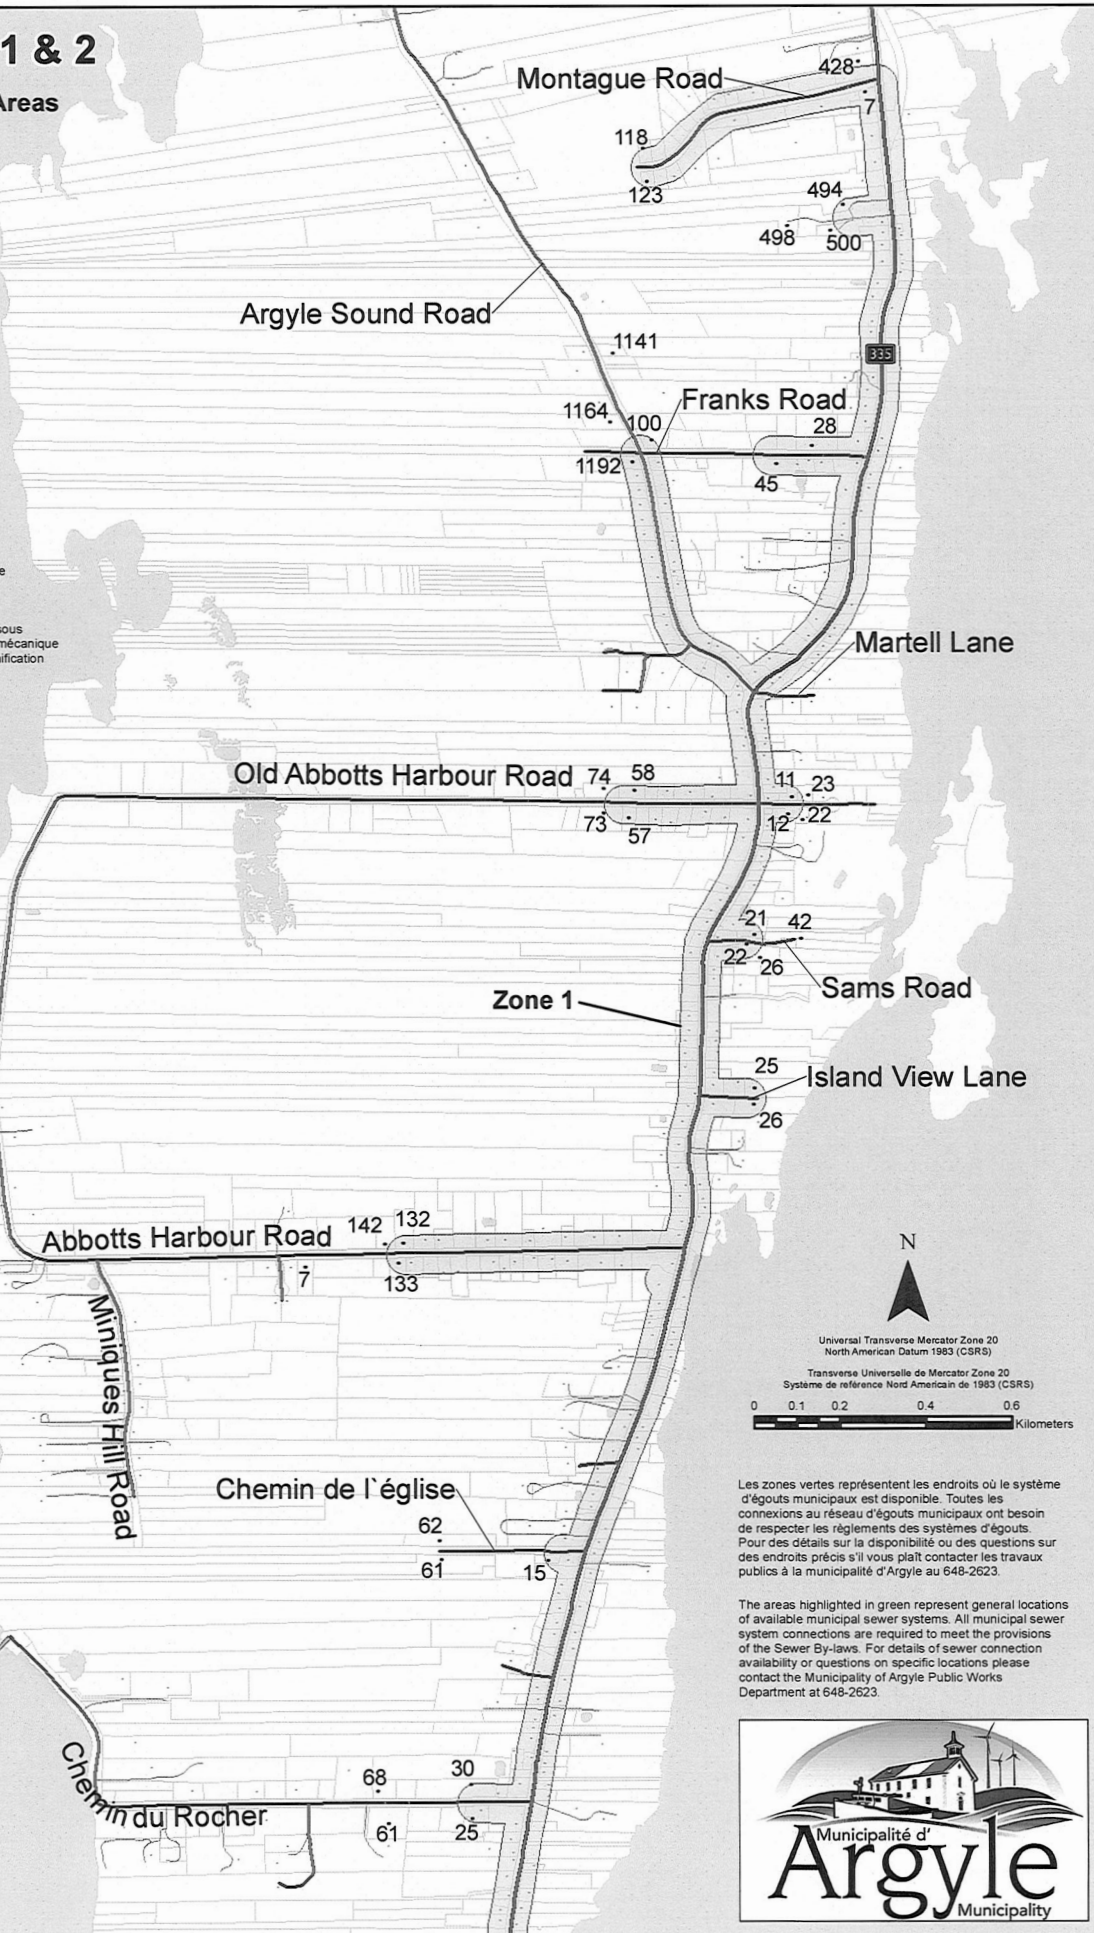 1 & 2
Areas
428
Montague Road
7
118
123
494
498
500
Argyle Sound Road
1141
335
Franks Road
1164
100
28
1192
45
e
sous
mécanique
ification
Martell Lane
Old Abbotts Harbour Road
74
58
11
23
73
57
12
22
21
42
22
26
Sams Road
Zone 1
25
Island View Lane
26
Abbotts Harbour Road
142
132
7
133
Miniques Hill Road
N
Universal Transverse Mercator Zone 20
North American Datum 1983 (CSRS)
Transverse Universelle de Mercator Zone 20
Système de reférence Nord Americain de 1983 (CSRS)
0 0.1 0.2 0.4 0.6
Kilometers
Chemin de l`église
62
61
15
Les zones vertes représentent les endroits où le système
d'égouts municipaux est disponible. Toutes les
connexions au réseau d'égouts municipaux ont besoin
de respecter les règlements des systèmes d'égouts.
Pour des détails sur la disponibilité ou des questions sur
des endroits précis s'il vous plaît contacter les travaux
publics à la municipalité d'Argyle au 648-2623.
The areas highlighted in green represent general locations
of available municipal sewer systems. All municipal sewer
system connections are required to meet the provisions
of the Sewer By-laws. For details of sewer connection
availability or questions on specific locations please
contact the Municipality of Argyle Public Works
Department at 648-2623.
Chemin du Rocher
68
30
61
25
Municipalité d'
Argyle
Municipality